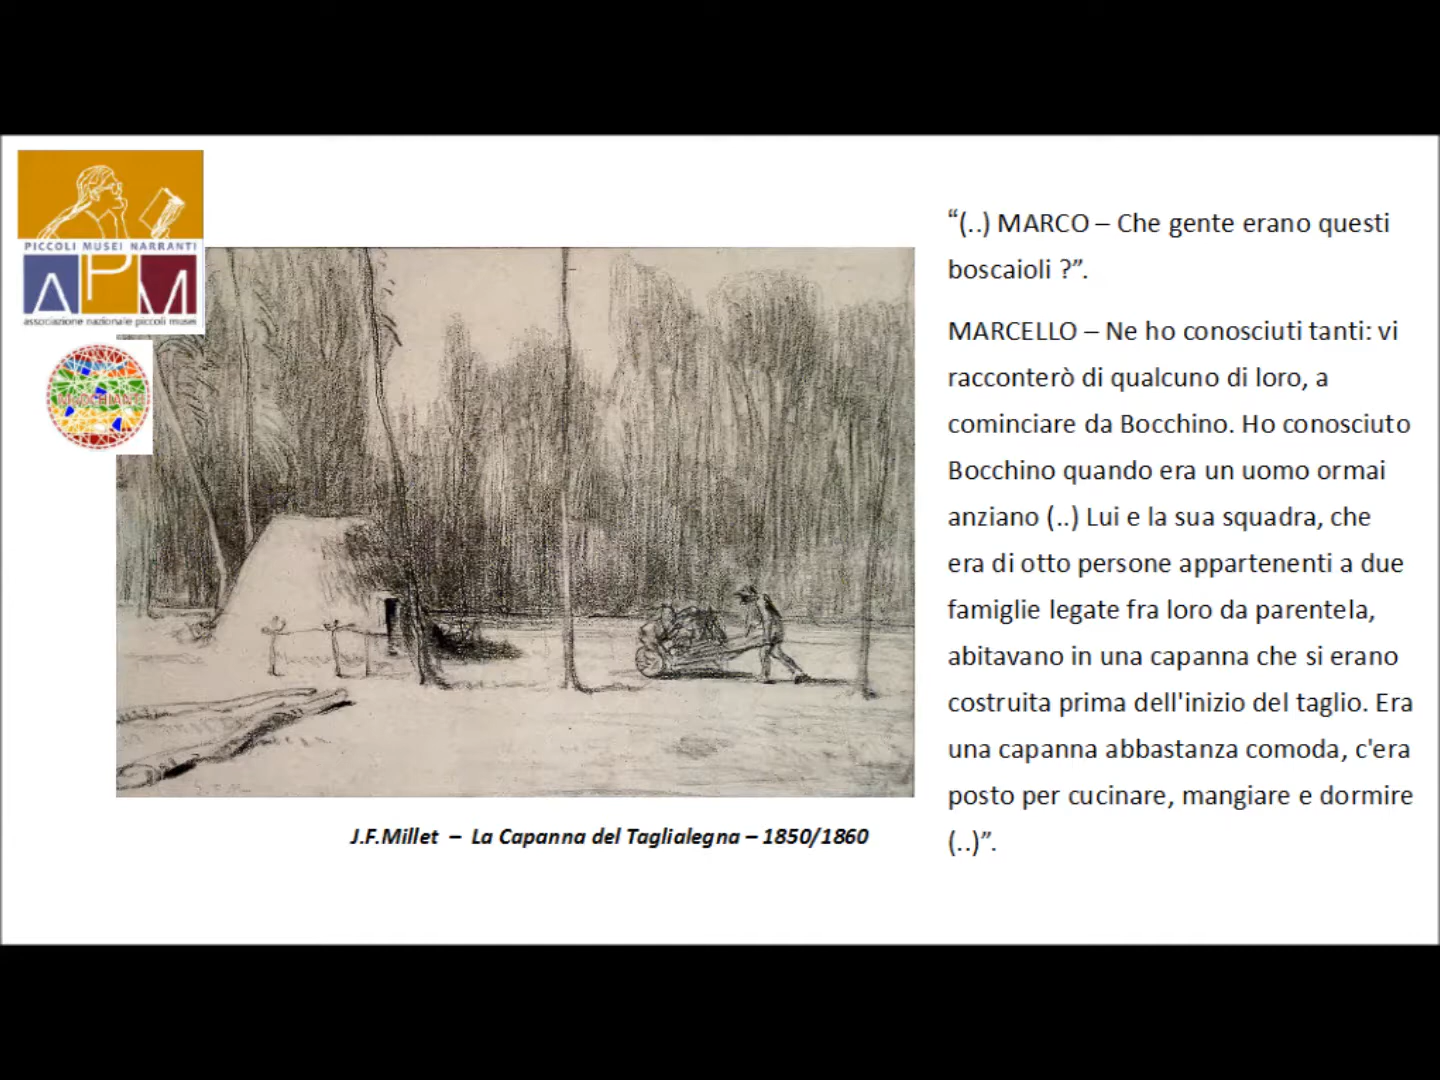 PICCOLI MUSEI NARRANTI
APM
associazione nazionale piccoli musei
“(..) MARCO – Che gente erano questi
boscaioli ?”.
MARCELLO – Ne ho conosciuti tanti: vi
racconterò di qualcuno di loro, a
cominciare da Bocchino. Ho conosciuto
Bocchino quando era un uomo ormai
anziano (..) Lui e la sua squadra, che
era di otto persone appartenenti a due
famiglie legate fra loro da parentela,
abitavano in una capanna che si erano
costruita prima dell'inizio del taglio. Era
una capanna abbastanza comoda, c'era
posto per cucinare, mangiare e dormire
(..)”.
J.F.Millet – La Capanna del Taglialegna – 1850/1860